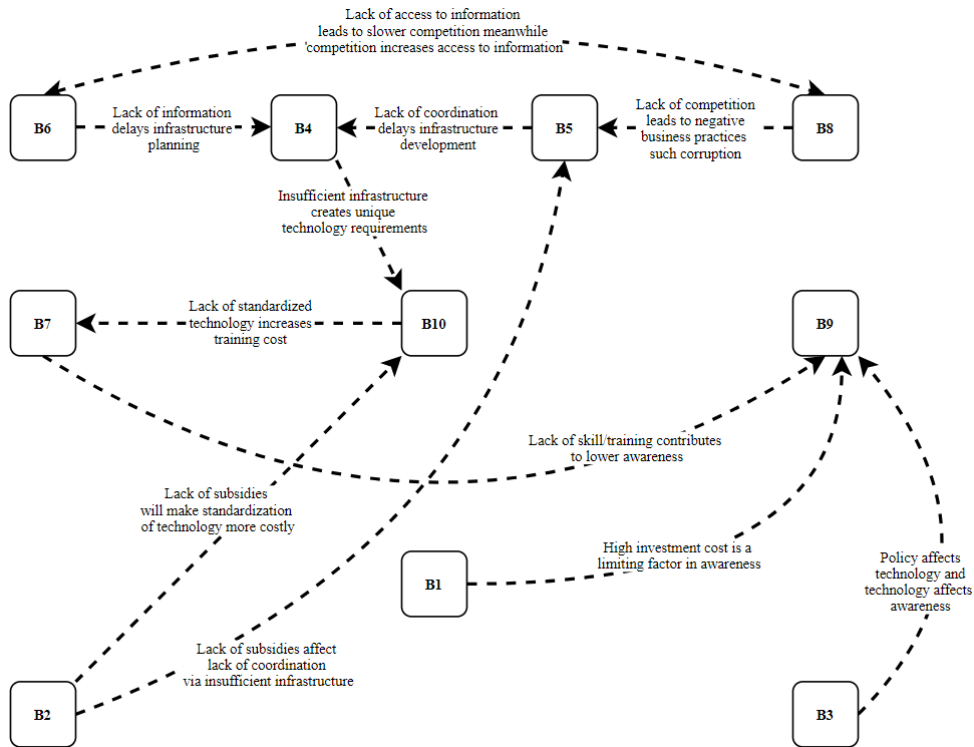 Lack of access to information
leads to slower competition meanwhile
'competition increases access to information
B6
Lack of information
delays infrastructure
planning
B4
Lack of coordination
delays infrastructure
development
B5
Lack of competition
leads to negative
business practices
such corruption
B8
Insufficient infrastructure
creates unique
technology requirements
B7
Lack of standardized
technology increases
training cost
B10
B9
Lack of skill/training contributes
to lower awareness
Lack of subsidies
will make standardization
of technology more costly
B1
High investment cost is a
limiting factor in awareness
Policy affects
technology and
technology affects
awareness
B2
Lack of subsidies affect
lack of coordination
via insufficient infrastructure
B3